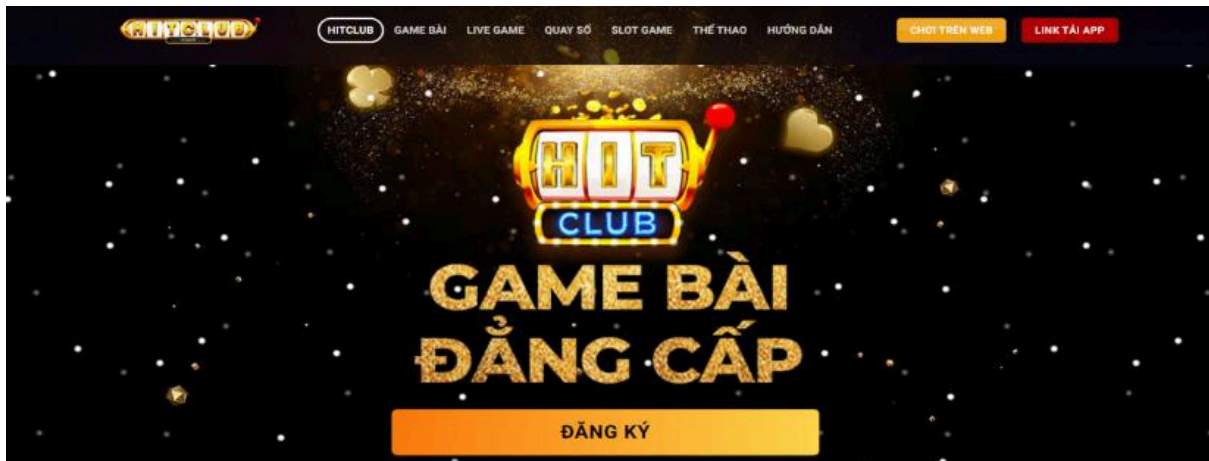 HITCLUB
HITCLUB GAME BÀI LIVE GAME QUAY SỐ SLOT GAME THỂ THAO HƯỚNG DẪN CHƠI TRÊN WEB LINK TẢI APP
HIT
CLUB
GAME BÀI
ĐẲNG CẤP
ĐĂNG KÝ